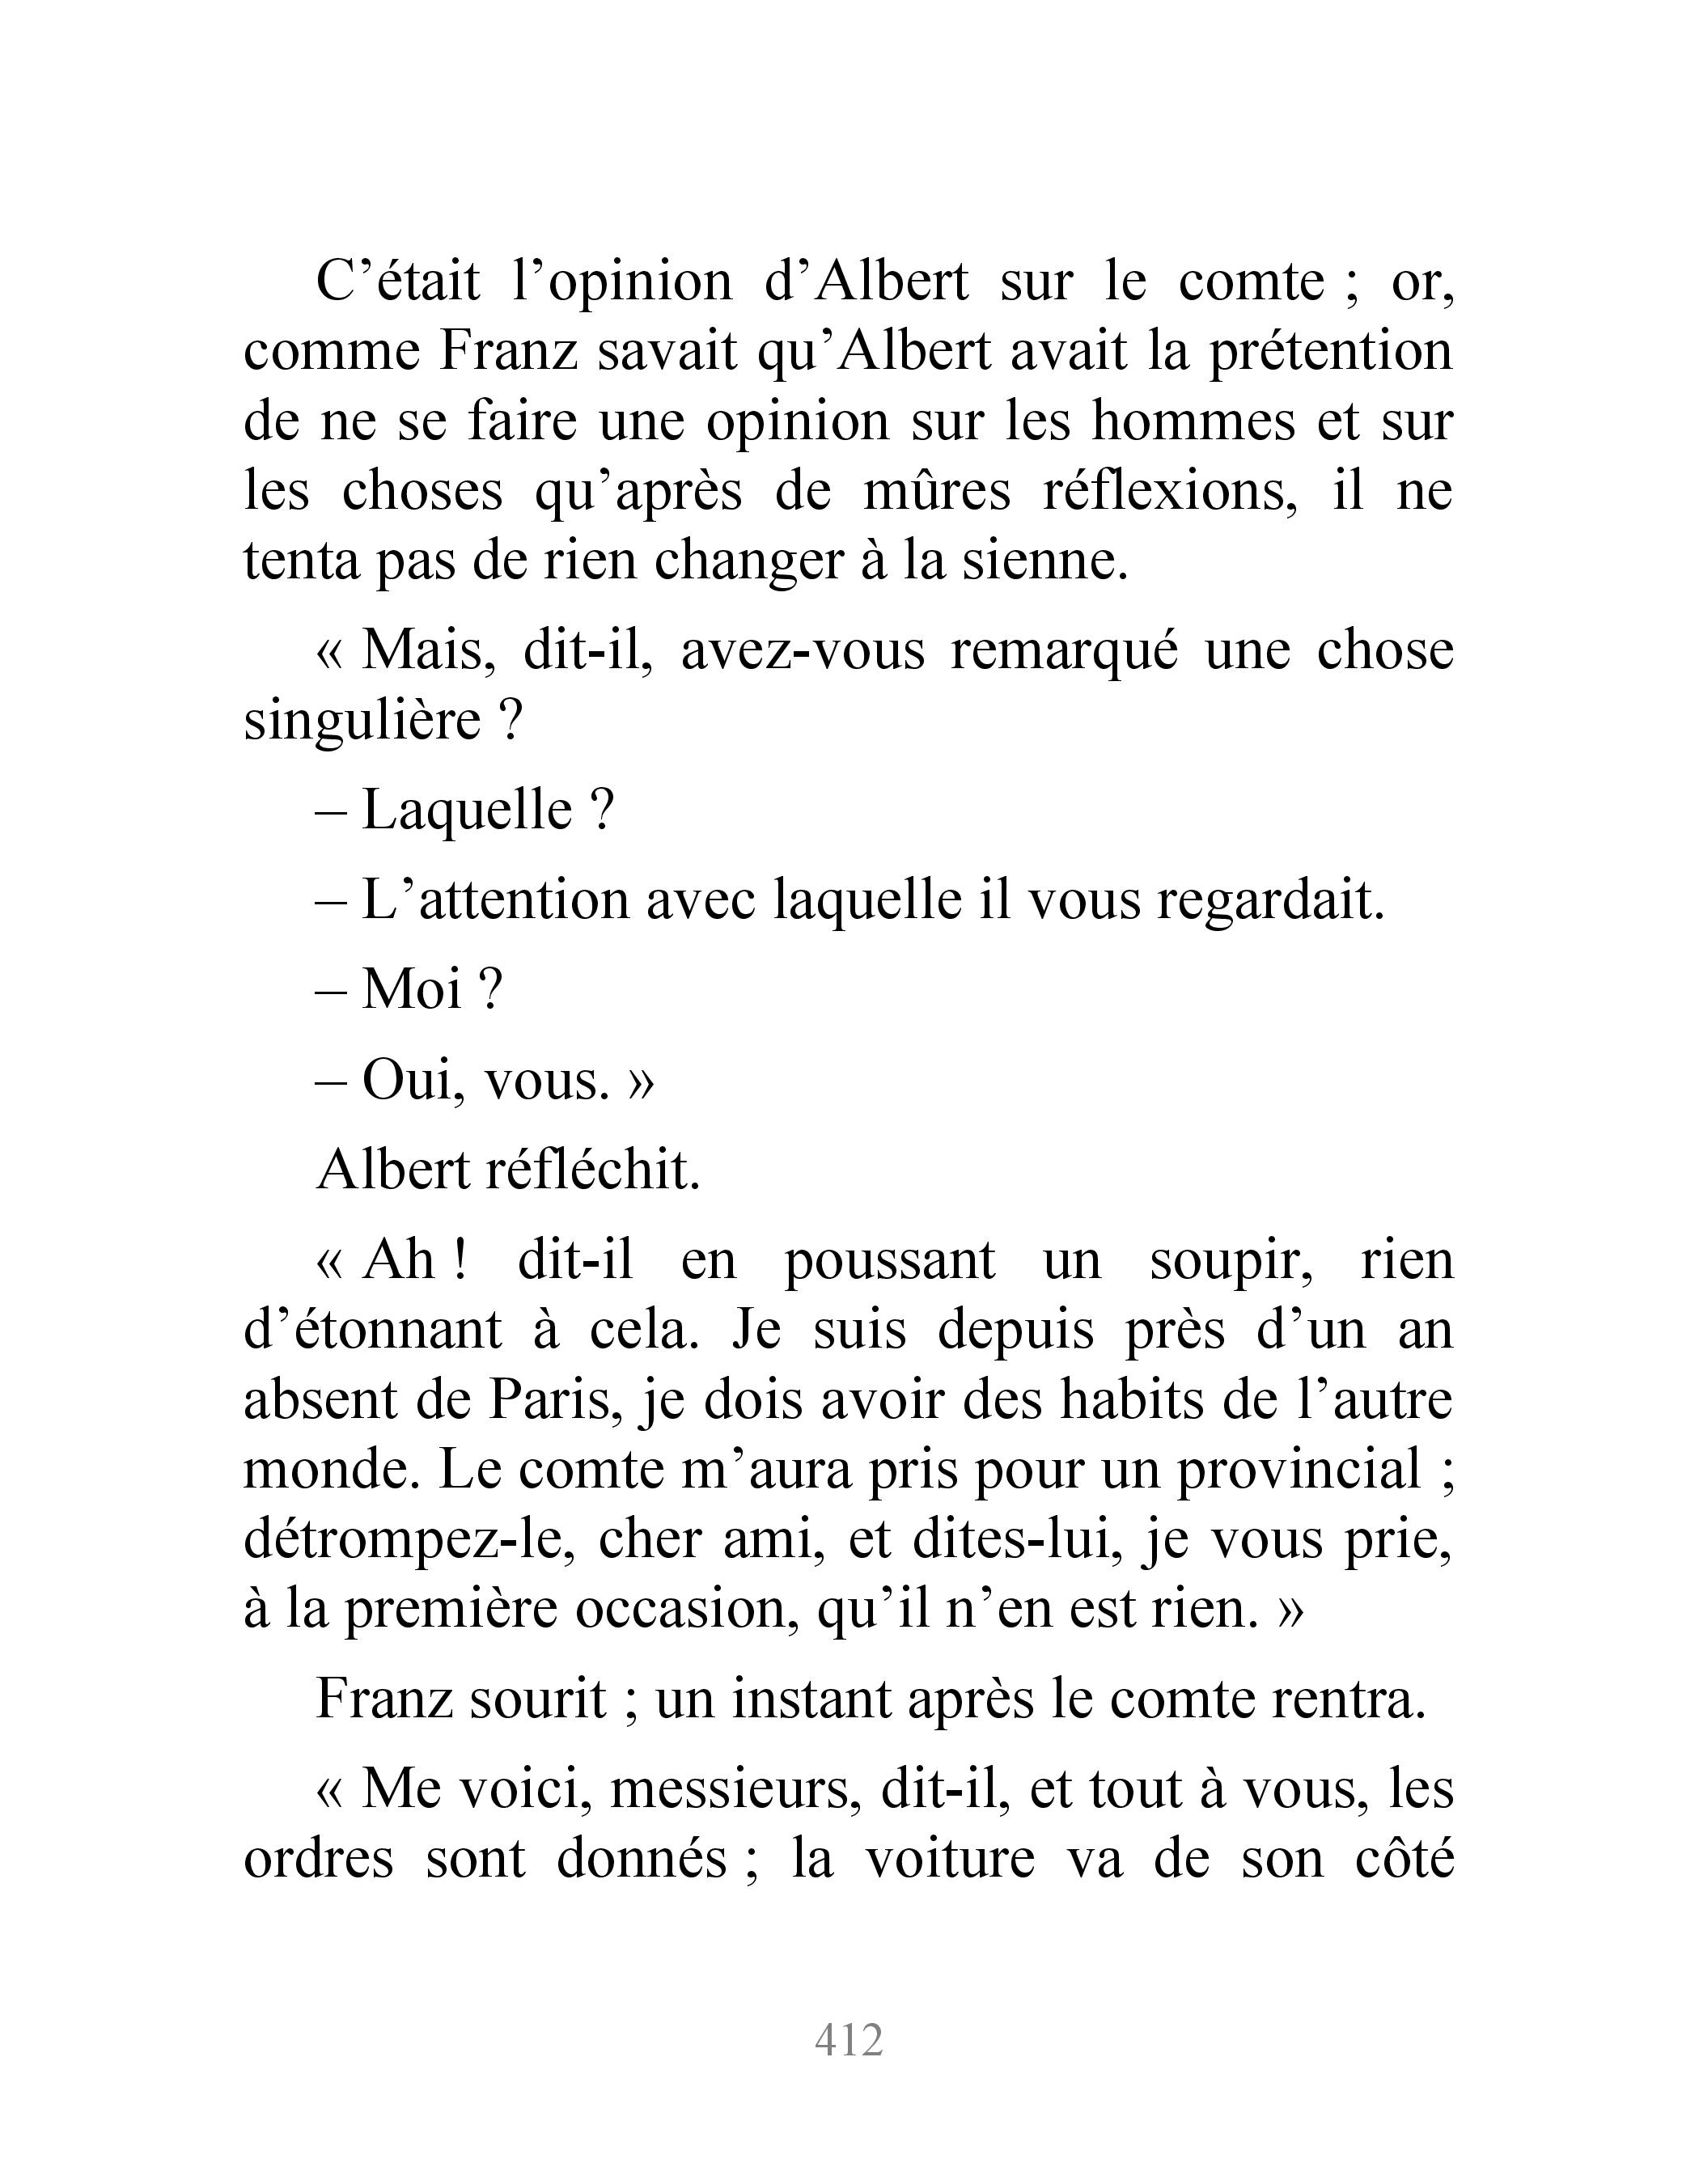 C’était l’opinion d’Albert sur le comte ; or,
comme Franz savait qu’Albert avait la prétention
de ne se faire une opinion sur les hommes et sur
les choses qu’après de mûres réflexions, il ne
tenta pas de rien changer à la sienne.
« Mais, dit-il, avez-vous remarqué une chose
singulière ?
– Laquelle ?
– L’attention avec laquelle il vous regardait.
– Moi ?
– Oui, vous. »
Albert réfléchit.
« Ah ! dit-il en poussant un soupir, rien
d’étonnant à cela. Je suis depuis près d’un an
absent de Paris, je dois avoir des habits de l’autre
monde. Le comte m’aura pris pour un provincial ;
détrompez-le, cher ami, et dites-lui, je vous prie,
à la première occasion, qu’il n’en est rien. »
Franz sourit ; un instant après le comte rentra.
« Me voici, messieurs, dit-il, et tout à vous, les
ordres sont donnés ; la voiture va de son côté
412